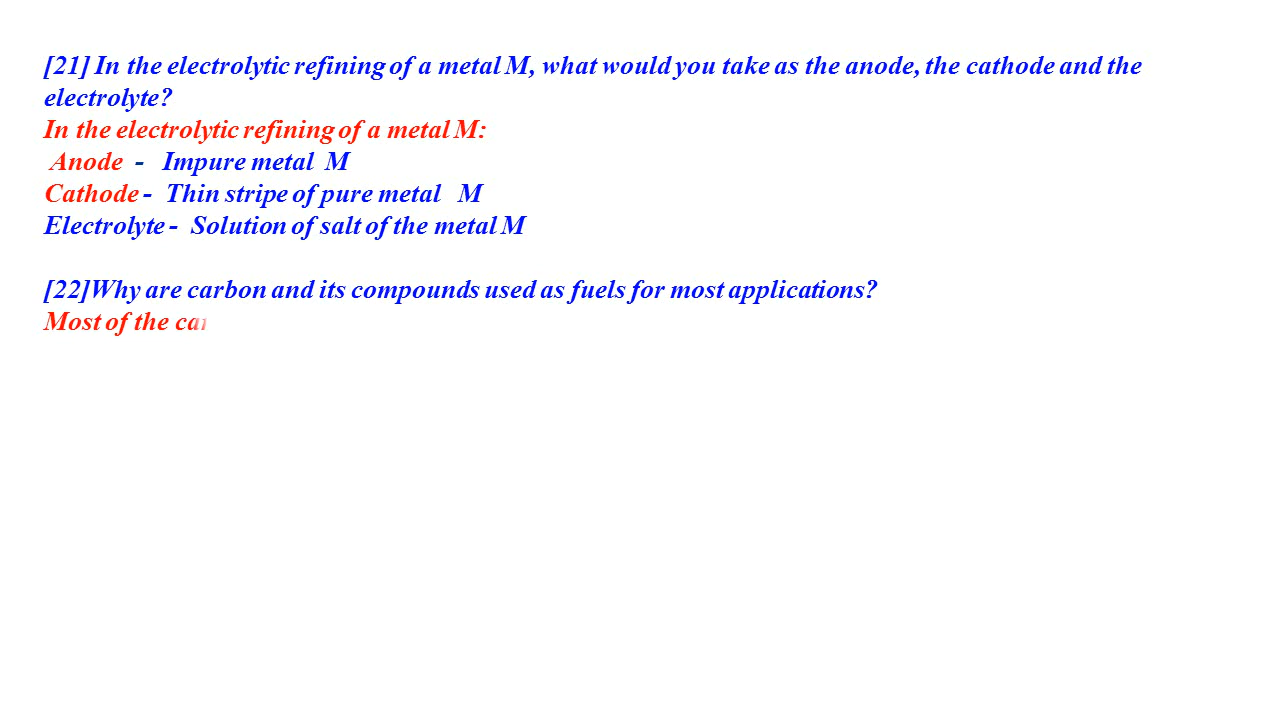 [21] In the electrolytic refining of a metal M, what would you take as the anode, the cathode and the
electrolyte?
In the electrolytic refining of a metal M:
Anode - Impure metal M
Cathode - Thin stripe of pure metal M
Electrolyte - Solution of salt of the metal M
[22]Why are carbon and its compounds used as fuels for most applications?
Most of the